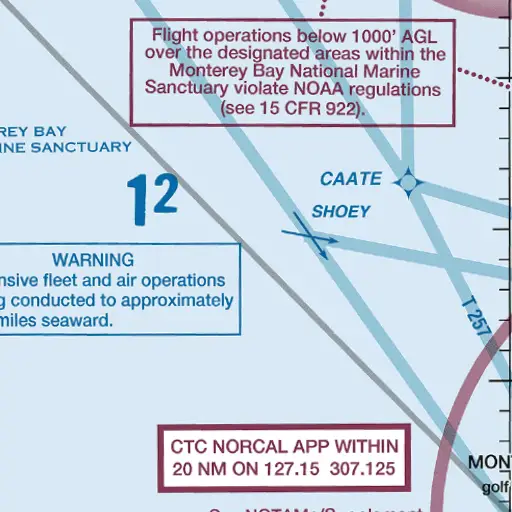 Flight operations below 1000' AGL
over the designated areas within the
Monterey Bay National Marine
Sanctuary violate NOAA regulations
(see 15 CFR 922).
REY BAY
INE SANCTUARY
CAATE
12
SHOEY
WARNING
nsive fleet and air operations
g conducted to approximately
miles seaward.
T 257
CTC NORCAL APP WITHIN
20 NM ON 127.15 307.125
MON
golf